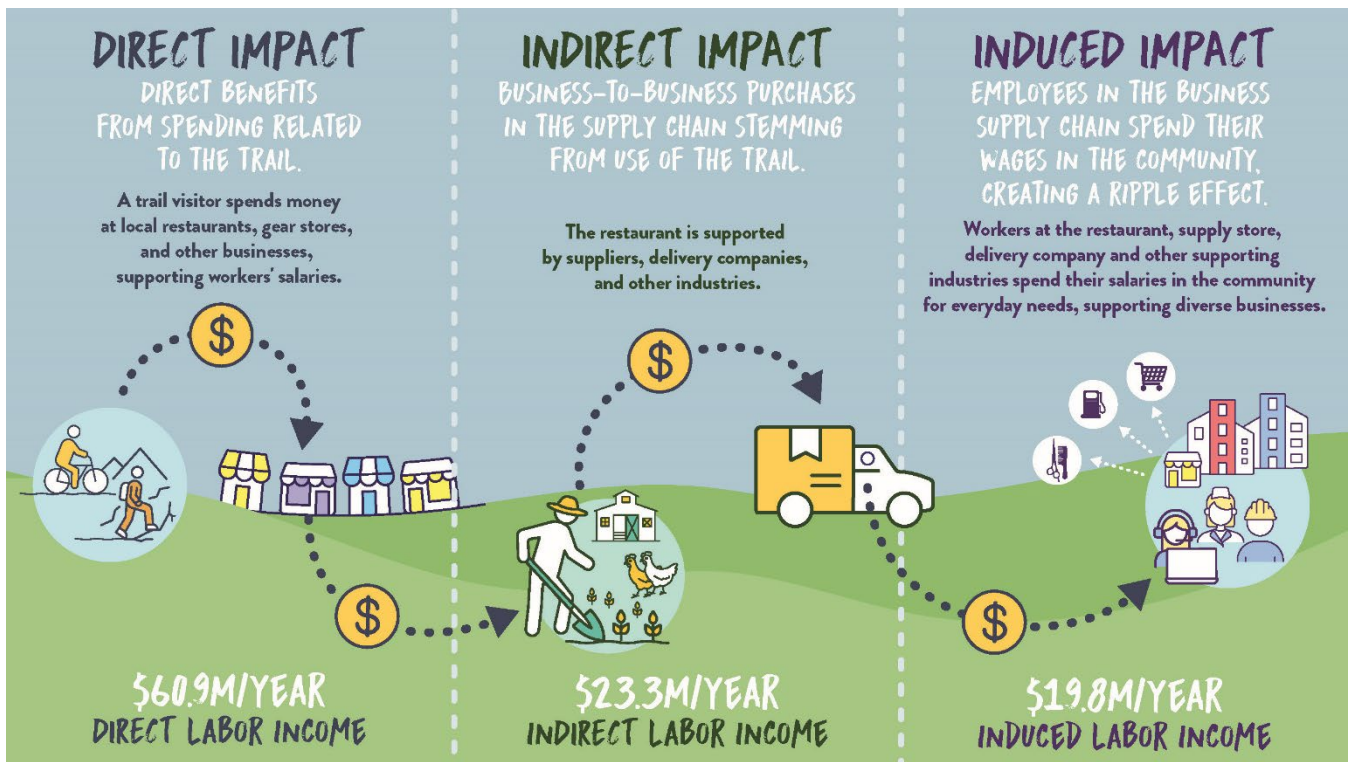 DIRECT IMPACT
DIRECT BENEFITS
FROM SPENDING RELATED
TO THE TRAIL.
A trail visitor spends money
at local restaurants, gear stores,
and other businesses,
supporting workers' salaries.
$
$
$60.9M/YEAR
DIRECT LABOR INCOME
INDIRECT IMPACT
BUSINESS-TO-BUSINESS PURCHASES
IN THE SUPPLY CHAIN STEMMING
FROM USE OF THE TRAIL.
The restaurant is supported
by suppliers, delivery companies,
and other industries.
$
$23.3M/YEAR
INDIRECT LABOR INCOME
INDUCED IMPACT
EMPLOYEES IN THE BUSINESS
SUPPLY CHAIN SPEND THEIR
WAGES IN THE COMMUNITY,
CREATING A RIPPLE EFFECT.
Workers at the restaurant, supply store,
delivery company and other supporting
industries spend their salaries in the community
for everyday needs, supporting diverse businesses.
$
$19.8M/YEAR
INDUCED LABOR INCOME